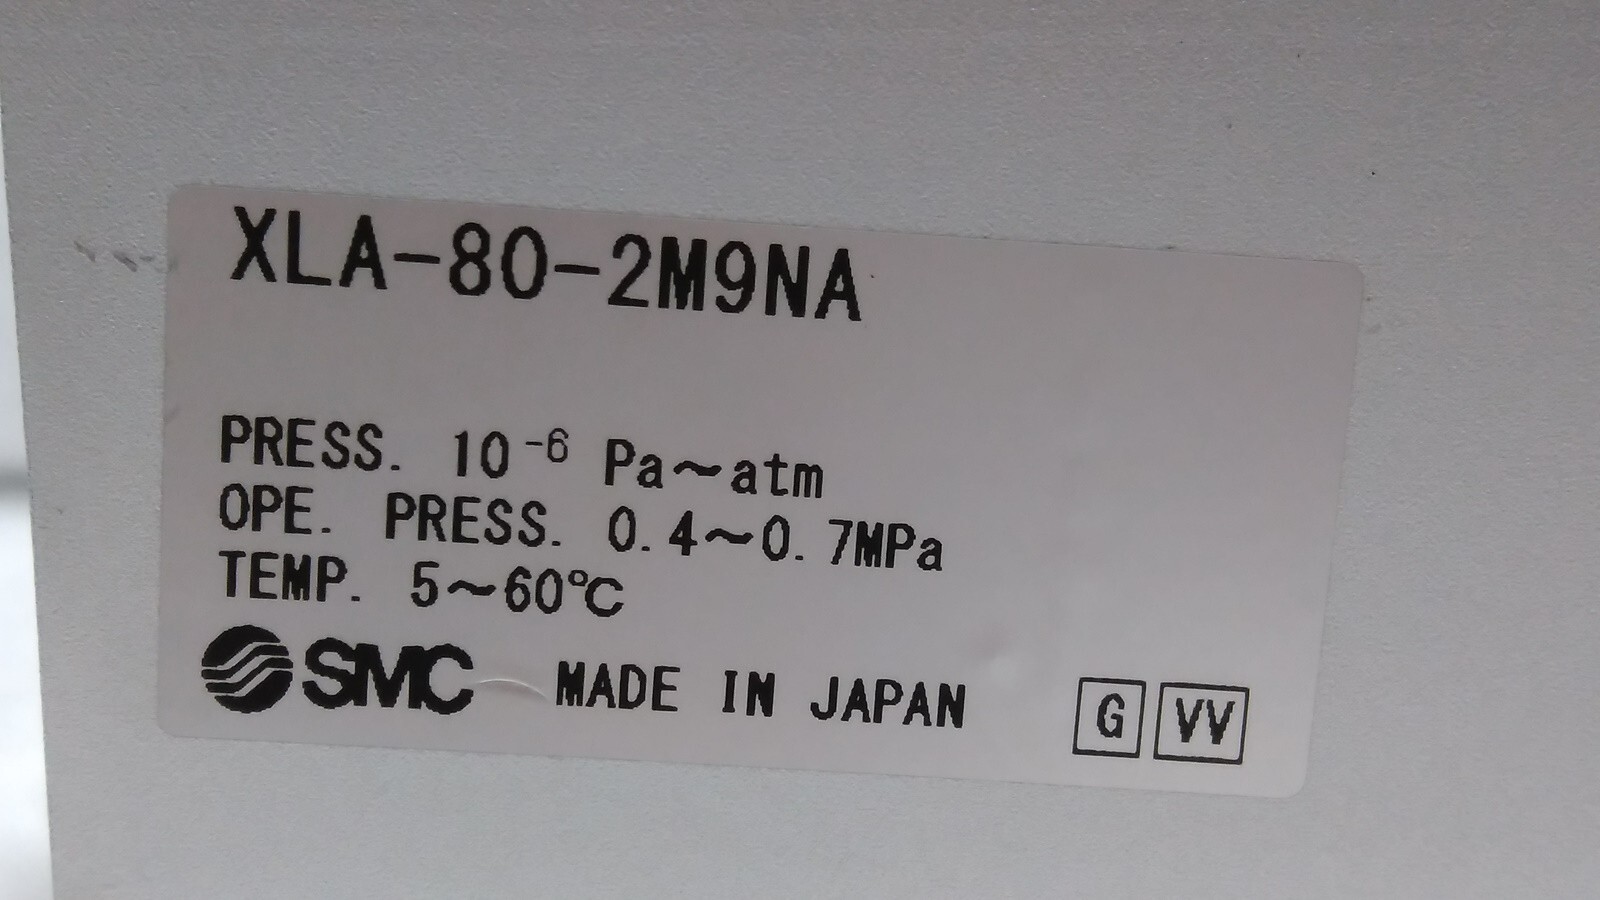 XLA-80-2M9NA
PRESS. 10⁻⁶ Pa~atm
OPE. PRESS. 0.4~0.7MPa
TEMP. 5~60℃
SMC MADE IN JAPAN G VV